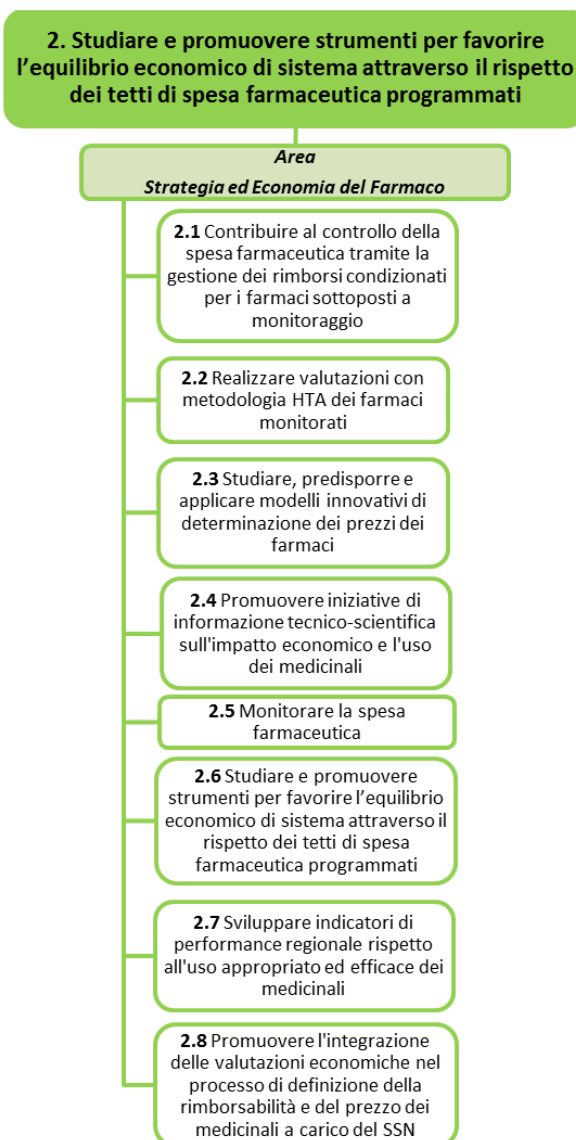 2. Studiare e promuovere strumenti per favorire
l'equilibrio economico di sistema attraverso il rispetto
dei tetti di spesa farmaceutica programmati
Area
Strategia ed Economia del Farmaco
2.1 Contribuire al controllo della
spesa farmaceutica tramite la
gestione dei rimborsi condizionati
per i farmaci sottoposti a
monitoraggio
2.2 Realizzare valutazioni con
metodologia HTA dei farmaci
monitorati
2.3 Studiare, predisporre e
applicare modelli innovativi di
determinazione dei prezzi dei
farmaci
2.4 Promuovere iniziative di
informazione tecnico-scientifica
sull'impatto economico e l'uso
dei medicinali
2.5 Monitorare la spesa
farmaceutica
2.6 Studiare e promuovere
strumenti per favorire l'equilibrio
economico di sistema attraverso il
rispetto dei tetti di spesa
farmaceutica programmati
2.7 Sviluppare indicatori di
performance regionale rispetto
all'uso appropriato ed efficace dei
medicinali
2.8 Promuovere l'integrazione
delle valutazioni economiche nel
processo di definizione della
rimborsabilità e del prezzo dei
medicinali a carico del SSN